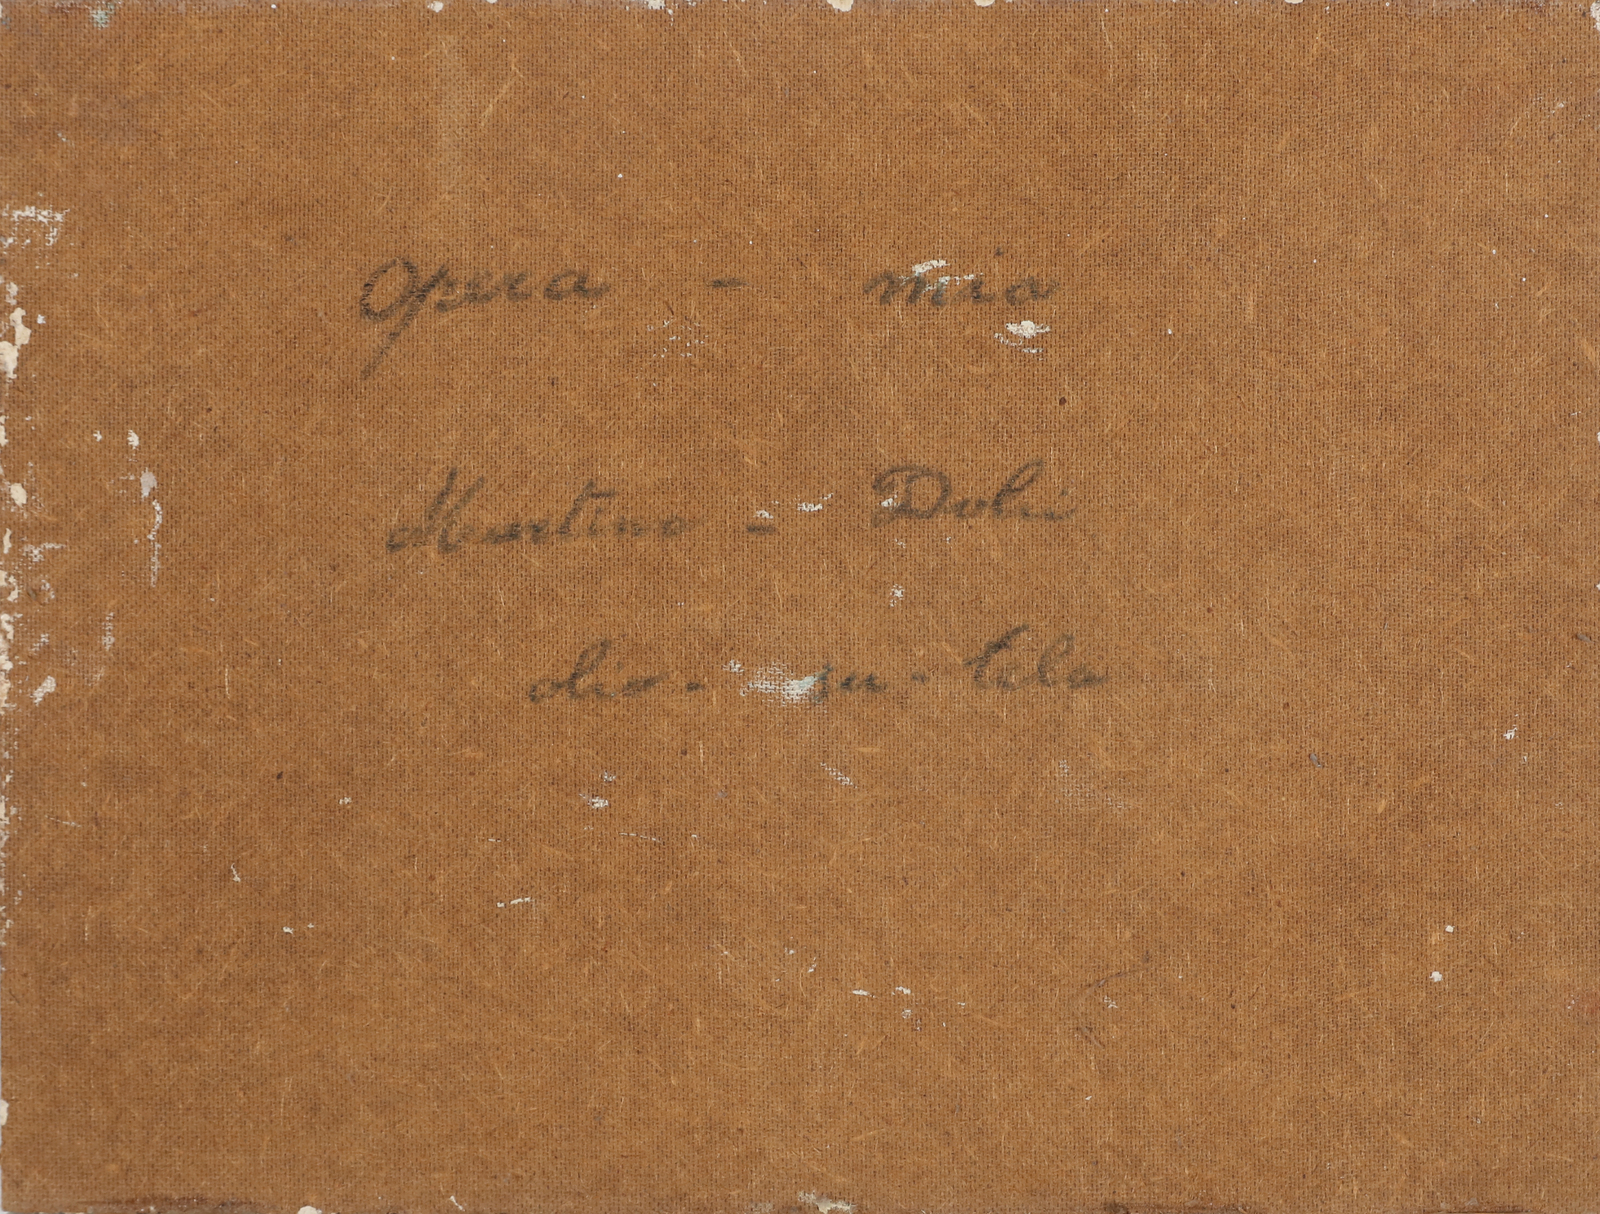 Opera - mia
Martino - Dolci
olio - su - tela